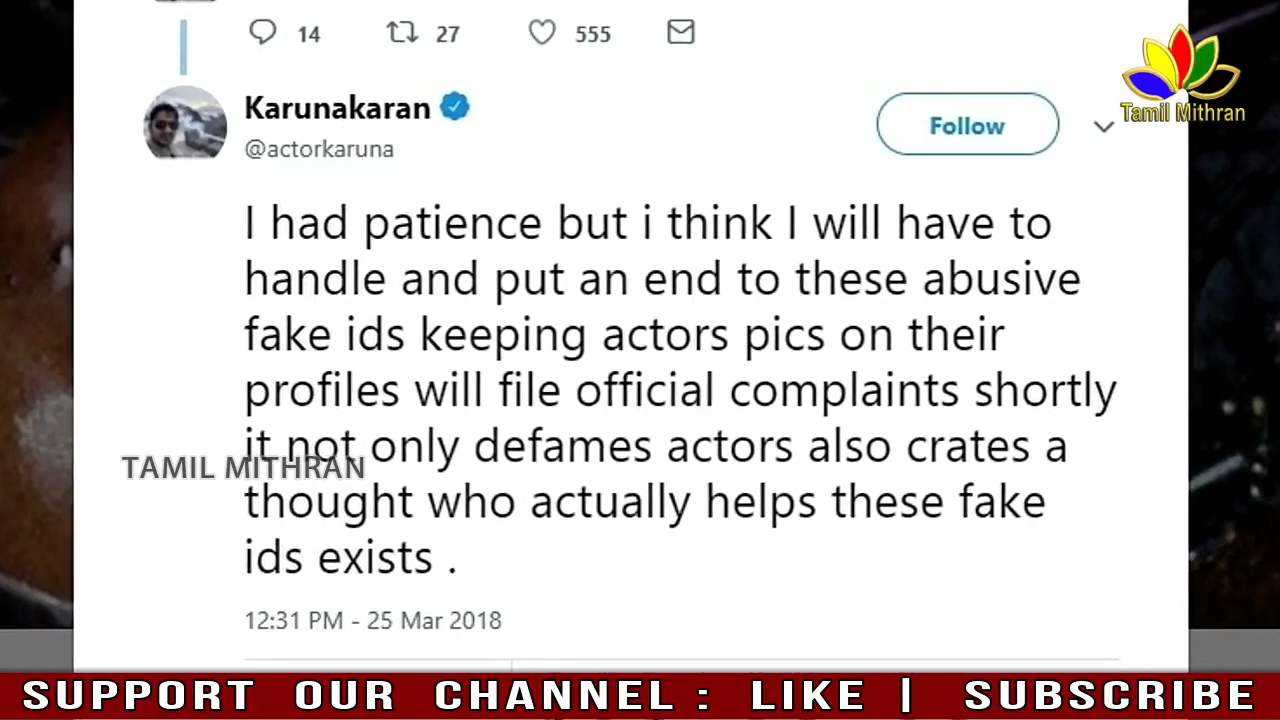 14 27 555
Tamil Mithran
Karunakaran
@actorkaruna
Follow
I had patience but i think I will have to
handle and put an end to these abusive
fake ids keeping actors pics on their
profiles will file official complaints shortly
it not only defames actors also crates a
TAMIL MITHRAN
thought who actually helps these fake
ids exists .
12:31 PM - 25 Mar 2018
SUPPORT OUR CHANNEL : LIKE | SUBSCRIBE